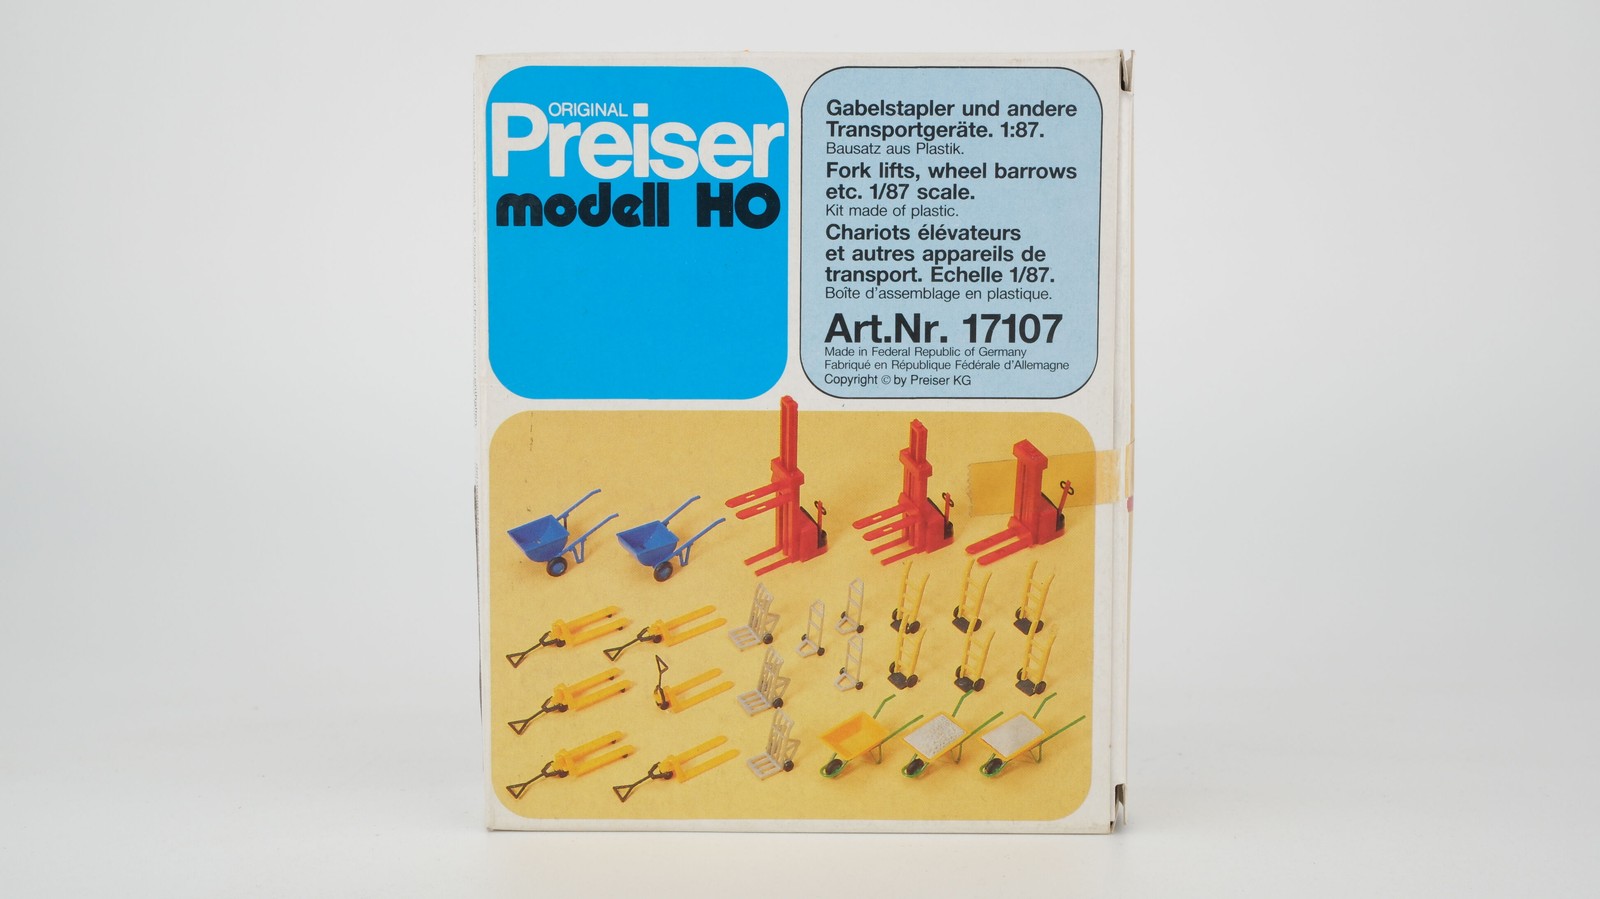 ORIGINAL
Preiser
modell HO
Gabelstapler und andere
Transportgeräte. 1:87.
Bausatz aus Plastik.
Fork lifts, wheel barrows
etc. 1/87 scale.
Kit made of plastic.
Chariots élévateurs
et autres appareils de
transport. Echelle 1/87.
Boîte d'assemblage en plastique.
Art.Nr. 17107
Made in Federal Republic of Germany
Fabriqué en République Fédérale d'Allemagne
Copyright © by Preiser KG